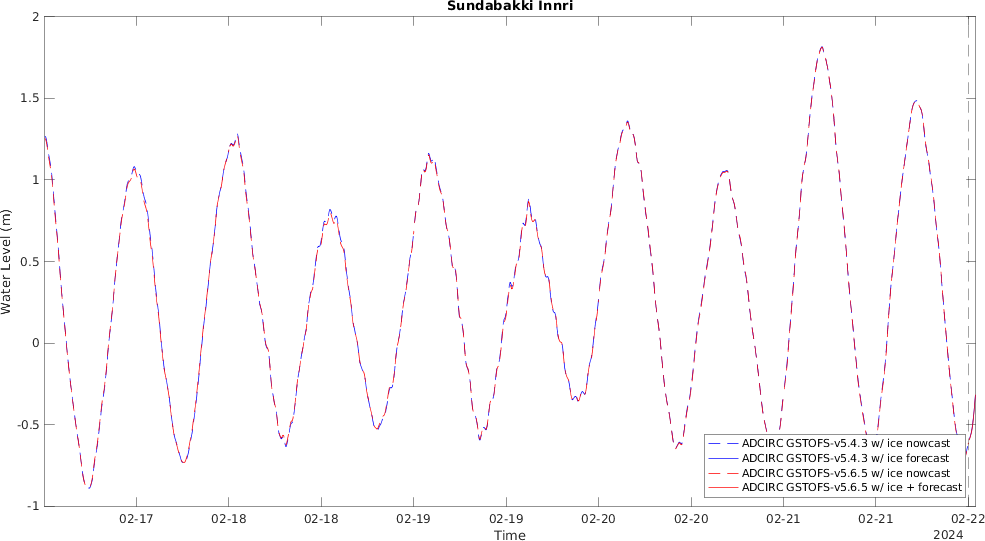 Sundabakki Innri
2
1.5
1
0.5
0
-0.5
-1
Water Level (m)
02-17
02-18
02-18
02-19
02-19
02-20
02-20
02-21
02-21
02-22
2024
Time
ADCIRC GSTOFS-v5.4.3 w/ ice nowcast
ADCIRC GSTOFS-v5.4.3 w/ ice forecast
ADCIRC GSTOFS-v5.6.5 w/ ice nowcast
ADCIRC GSTOFS-v5.6.5 w/ ice + forecast